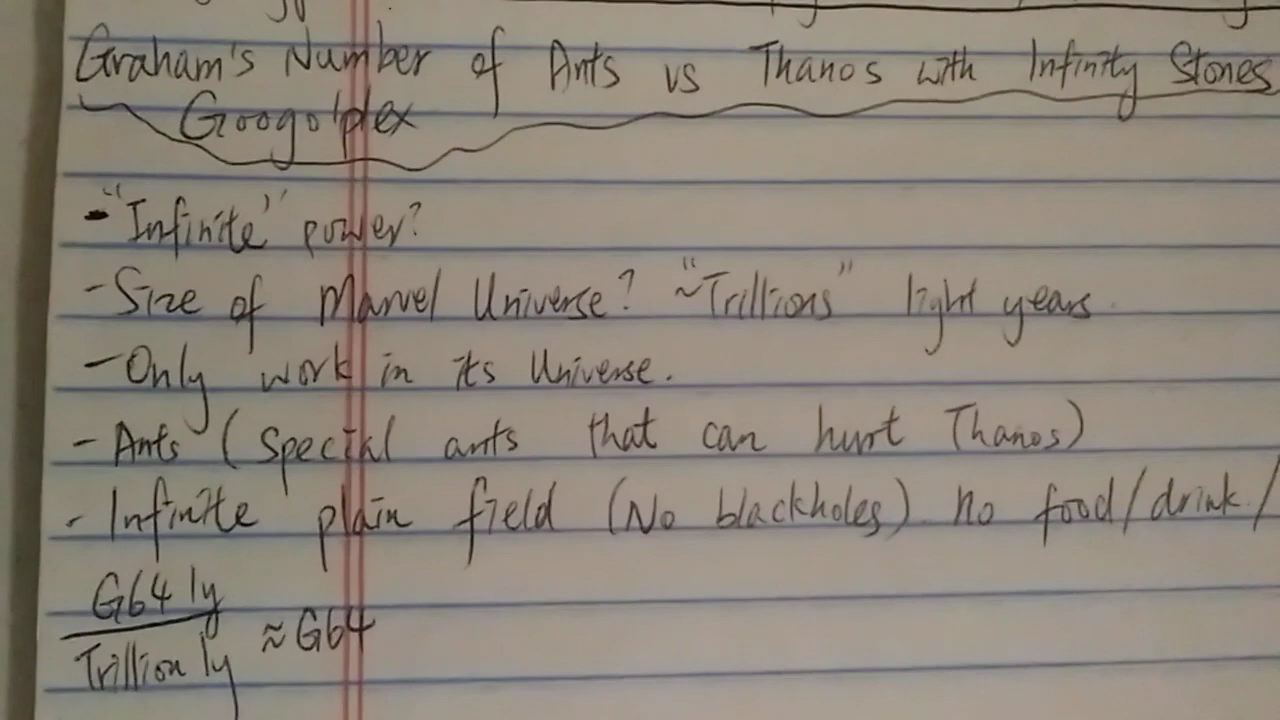 Graham's Number of Ants vs Thanos with Infinity Stones
Googolplex
- "Infinite" power?
- Size of Marvel Universe? ~"Trillions" light years
- Only work in its Universe.
- Ants (Special ants that can hurt Thanos)
- Infinite plain field (No blackholes) no food/drink/
G64 ly
Trillion ly
≈ G64